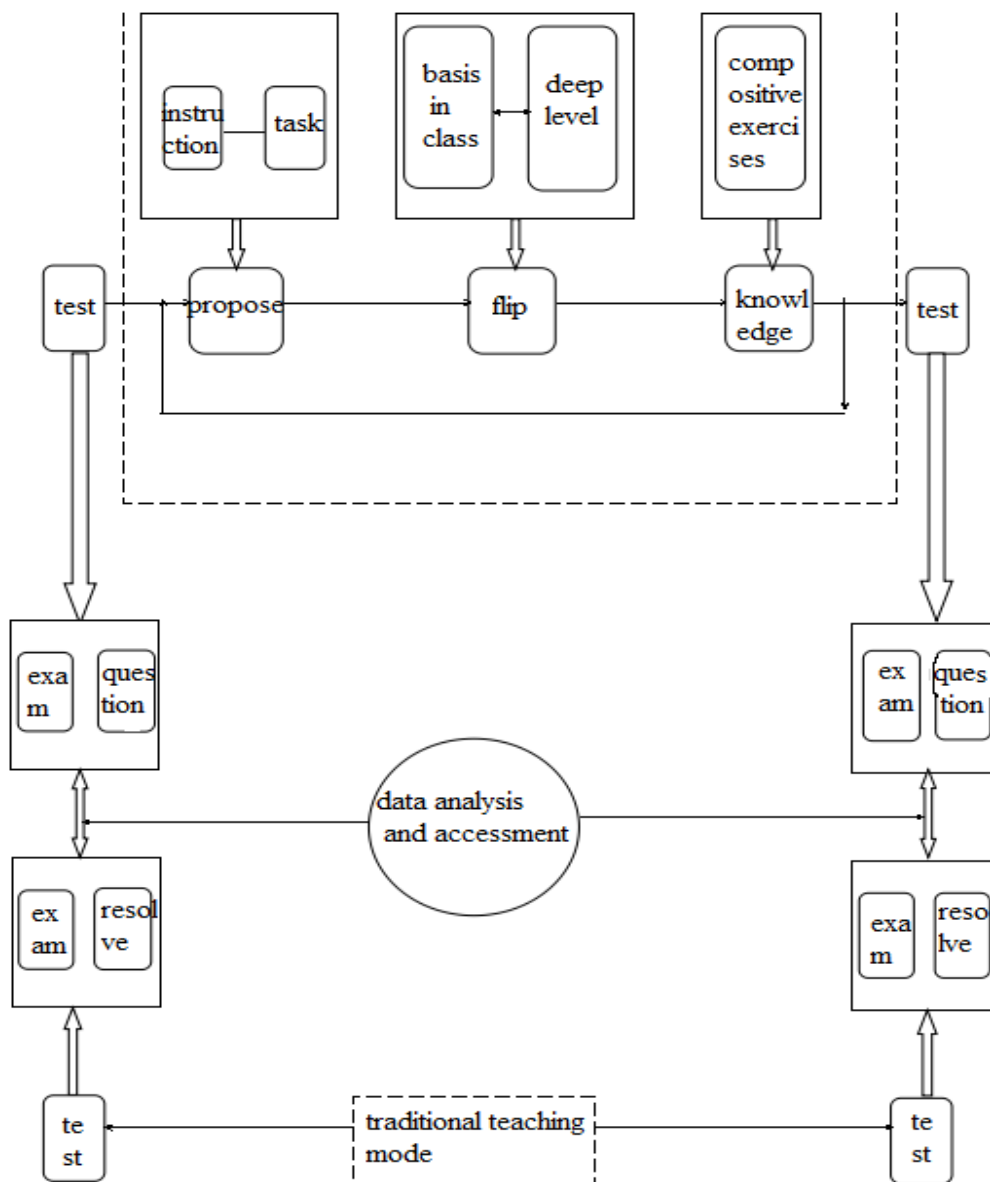 instru
ction
task
basis
in
class
deep
level
comp
ositive
exerci
ses
test
propose
flip
knowl
edge
test
exa
m
ques
tion
ex
am
ques
tion
data analysis
and accessment
ex
am
resol
ve
exa
m
reso
lve
te
st
traditional teaching
mode
te
st